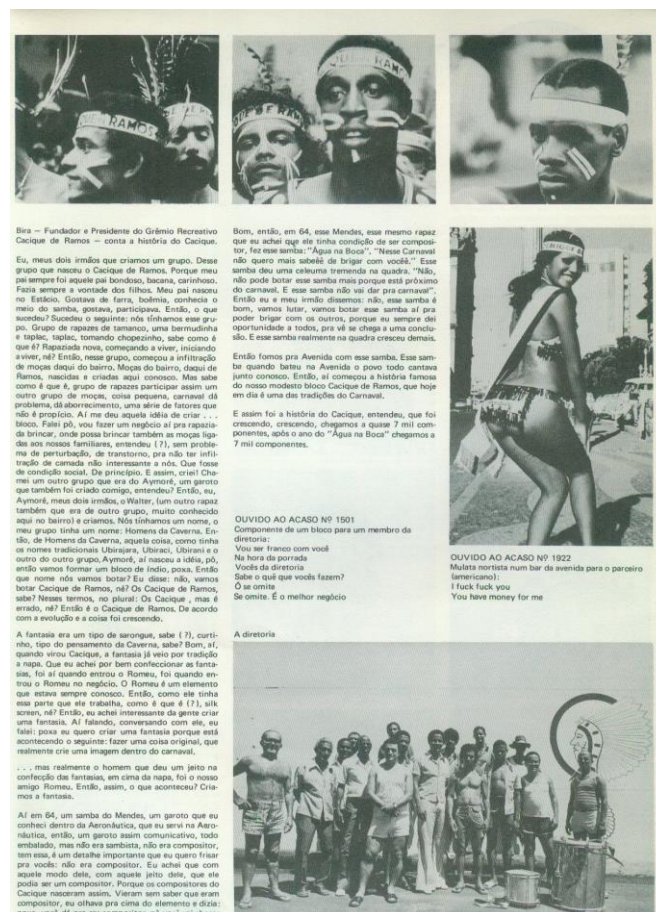 CIQUE DE RAMOS
QUE DE RAMOS
Bira — Fundador e Presidente do Grêmio Recreativo
Cacique de Ramos — conta a história do Cacique.
Eu, meus dois irmãos que criamos um grupo. Desse
grupo que nasceu o Cacique de Ramos. Porque meu
pai sempre foi aquele pai bondoso, bacana, carinhoso.
Fazia sempre a vontade dos filhos. Meu pai nasceu
no Estácio. Gostava de farra, boêmia, conhecia o
meio do samba, gostava, participava. Então, o que
sucedeu? Sucedeu o seguinte: nós tínhamos esse gru-
po. Grupo de rapazes de tamanco, uma bermudinha
e taplac, taplac, tomando chopezinho, sabe como é
que é? Rapaziada nova, começando a viver, iniciando
a viver, né? Então, nesse grupo, começou a infiltração
de moças daqui do bairro. Moças do bairro, daqui de
Ramos, nascidas e criadas aqui conosco. Mas sabe
como é que é, grupo de rapazes participar assim um
outro grupo de moças, coisa pequena, carnaval dá
problema, dá aborrecimento, uma série de fatores que
não é propício. Aí me deu aquela idéia de criar . . .
bloco. Falei pô, vou fazer um negócio aí pra rapazia-
da brincar, onde possa brincar também as moças liga-
das aos nossos familiares, entendeu (?), sem proble-
ma de perturbação, de transtorno, pra não ter infil-
tração de camada não interessante a nós. Que fosse
de condição social. De princípio. E assim, criei! Cha-
mei um outro grupo que era do Aymoré, um garoto
que também foi criado comigo, entendeu? Então, eu,
Aymoré, meus dois irmãos, o Walter, (um outro rapaz
também que era de outro grupo, muito conhecido
aqui no bairro) e criamos. Nós tínhamos um nome, o
meu grupo tinha um nome: Homens da Caverna. En-
tão, de Homens da Caverna, aquela coisa, como tinha
os nomes tradicionais Ubirajara, Ubiraci, Ubirani e o
outro do outro grupo, Aymoré, aí nasceu a idéia, pô,
então vamos formar um bloco de índio, poxa. Então
que nome nós vamos botar? Eu disse: não, vamos
botar Cacique de Ramos, né? Os Cacique de Ramos,
sabe? Nesses termos, no plural: Os Cacique , mas é
errado, né? Então é o Cacique de Ramos. De acordo
com a evolução e a coisa foi crescendo.
A fantasia era um tipo de sarongue, sabe ( ?), curti-
nho, tipo do pensamento da Caverna, sabe? Bom, aí,
quando virou Cacique, a fantasia já veio por tradição
a napa. Que eu achei por bem confeccionar as fanta-
sias, foi aí quando entrou o Romeu, foi quando en-
trou o Romeu no negócio. O Romeu é um elemento
que estava sempre conosco. Então, como ele tinha
essa parte que ele trabalha, como é que é (?), silk
screen, né? Então, eu achei interessante da gente criar
uma fantasia. Aí falando, conversando com ele, eu
falei: poxa eu quero criar uma fantasia porque está
acontecendo o seguinte: fazer uma coisa original, que
realmente crie uma imagem dentro do carnaval.
. . . mas realmente o homem que deu um jeito na
confecção das fantasias, em cima da napa, foi o nosso
amigo Romeu. Então, assim, o que aconteceu? Cria-
mos a fantasia.
Aí em 64, um samba do Mendes, um garoto que eu
conheci dentro da Aeronáutica, que eu servi na Aero-
náutica, então, um garoto assim comunicativo, todo
embalado, mas não era sambista, não era compositor,
tem essa, é um detalhe importante que eu quero frisar
pra vocês: não era compositor. Eu achei que com
aquele modo dele, com aquele jeito dele, que ele
podia ser um compositor. Porque os compositores do
Cacique nasceram assim. Vieram sem saber que eram
compositor, eu olhava pra cima do elemento e dizia:
Bom, então, em 64, esse Mendes, esse mesmo rapaz
que eu achei que ele tinha condição de ser composi-
tor, fez esse samba: "Água na Boca". "Nesse Carnaval
não quero mais sabêê de brigar com você.". Esse
samba deu uma celeuma tremenda na quadra. "Não,
não pode botar esse samba mais porque está próximo
do carnaval. E esse samba não vai dar pra carnaval".
Então eu e meu irmão dissemos: não, esse samba é
bom, vamos lutar, vamos botar esse samba aí pra
poder brigar com os outros, porque eu sempre dei
oportunidade a todos, pra vê se chega a uma conclu-
são. E esse samba realmente na quadra cresceu demais.
Então fomos pra Avenida com esse samba. Esse sam-
ba quando bateu na Avenida o povo todo cantava
junto conosco. Então, aí começou a história famosa
do nosso modesto bloco Cacique de Ramos, que hoje
em dia é uma das tradições do Carnaval.
E assim foi a história do Cacique, entendeu, que foi
crescendo, crescendo, chegamos a quase 7 mil com-
ponentes, após o ano do "Água na Boca" chegamos a
7 mil componentes.
OUVIDO AO ACASO Nº 1501
Componente de um bloco para um membro da
diretoria:
Vou ser franco com você
Na hora da porrada
Vocês da diretoria
Sabe o quê que vocês fazem?
Ó se omite
Se omite. É o melhor negócio
OUVIDO AO ACASO Nº 1922
Mulata nortista num bar da avenida para o parceiro
(americano):
I fuck fuck you
You have money for me
A diretoria